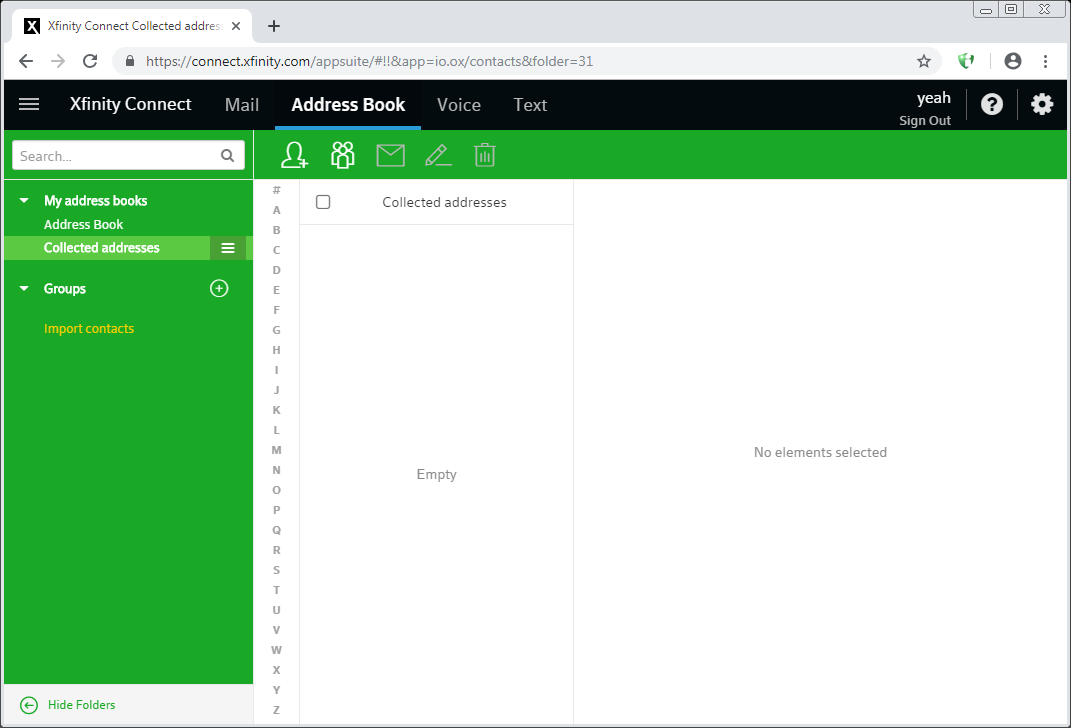 Xfinity Connect Collected addres
https://connect.xfinity.com/appsuite/#!!&app=io.ox/contacts&folder=31
Xfinity Connect
Mail
Address Book
Voice
Text
yeah
Sign Out
Search...
My address books
Address Book
Collected addresses
Groups
Import contacts
Hide Folders
#
A
B
C
D
E
F
G
H
I
J
K
L
M
N
O
P
Q
R
S
T
U
V
W
X
Y
Z
Collected addresses
Empty
No elements selected